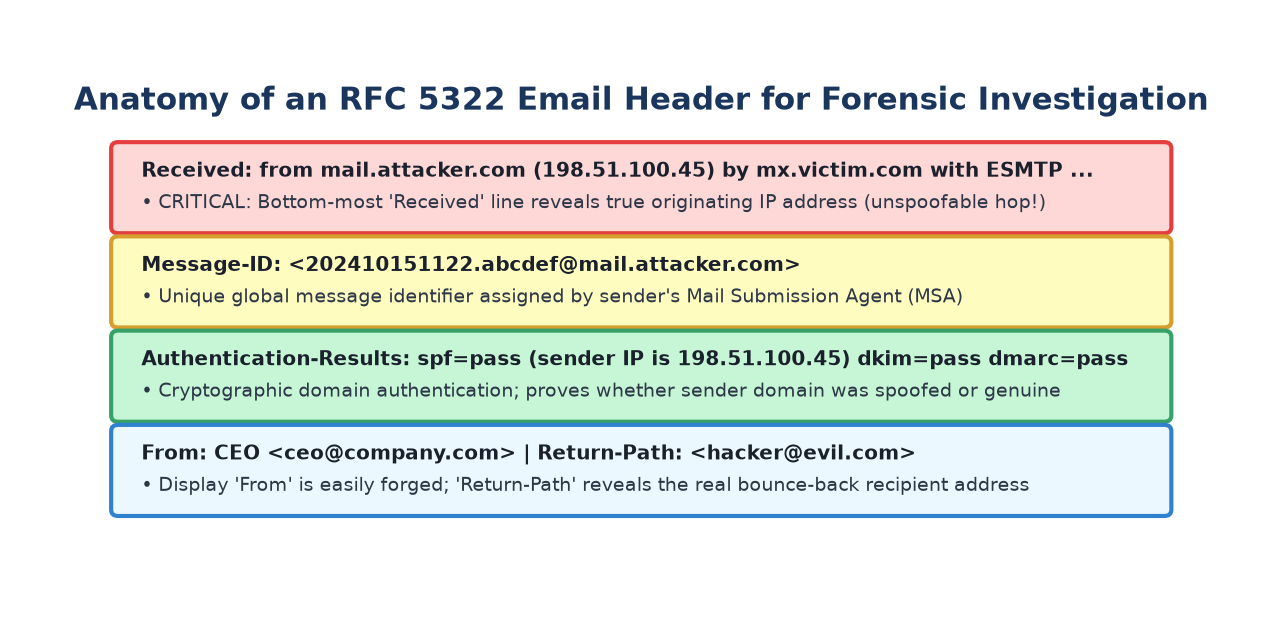 Anatomy of an RFC 5322 Email Header for Forensic Investigation
Received: from mail.attacker.com (198.51.100.45) by mx.victim.com with ESMTP ...
• CRITICAL: Bottom-most 'Received' line reveals true originating IP address (unspoofable hop!)
Message-ID: <202410151122.abcdef@mail.attacker.com>
• Unique global message identifier assigned by sender's Mail Submission Agent (MSA)
Authentication-Results: spf=pass (sender IP is 198.51.100.45) dkim=pass dmarc=pass
• Cryptographic domain authentication; proves whether sender domain was spoofed or genuine
From: CEO <ceo@company.com> | Return-Path: <hacker@evil.com>
• Display 'From' is easily forged; 'Return-Path' reveals the real bounce-back recipient address